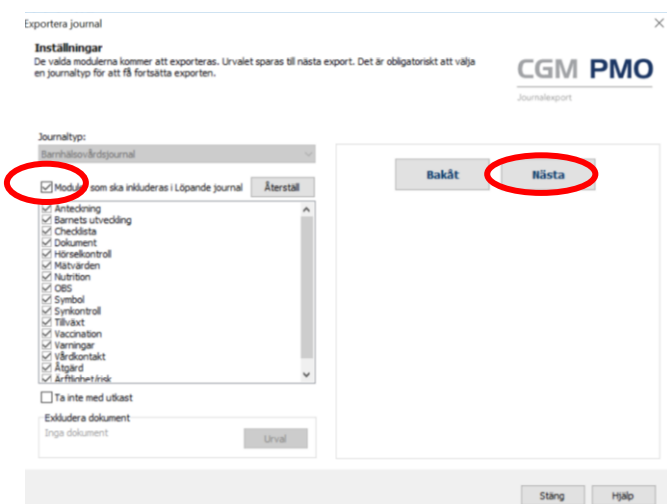 Exportera journal
Inställningar
De valda modulerna kommer att exporteras. Urvalet sparas till nästa export. Det är obligatoriskt att välja
en journaltyp för att få fortsätta exporten.
CGM PMO
Journalexport
Journaltyp:
Barnhälsovårdsjournal
Moduler som ska inkluderas i Löpande journal
Återställ
Anteckning
Barnets utveckling
Checklista
Dokument
Hörselkontroll
Mätvärden
Nutrition
OBS
Symbol
Synkontroll
Tillväxt
Vaccination
Varningar
Vårdkontakt
Åtgärd
Ärftlighet/risk
Ta inte med utkast
Exkludera dokument
Inga dokument
Urval
Bakåt
Nästa
Stäng
Hjälp